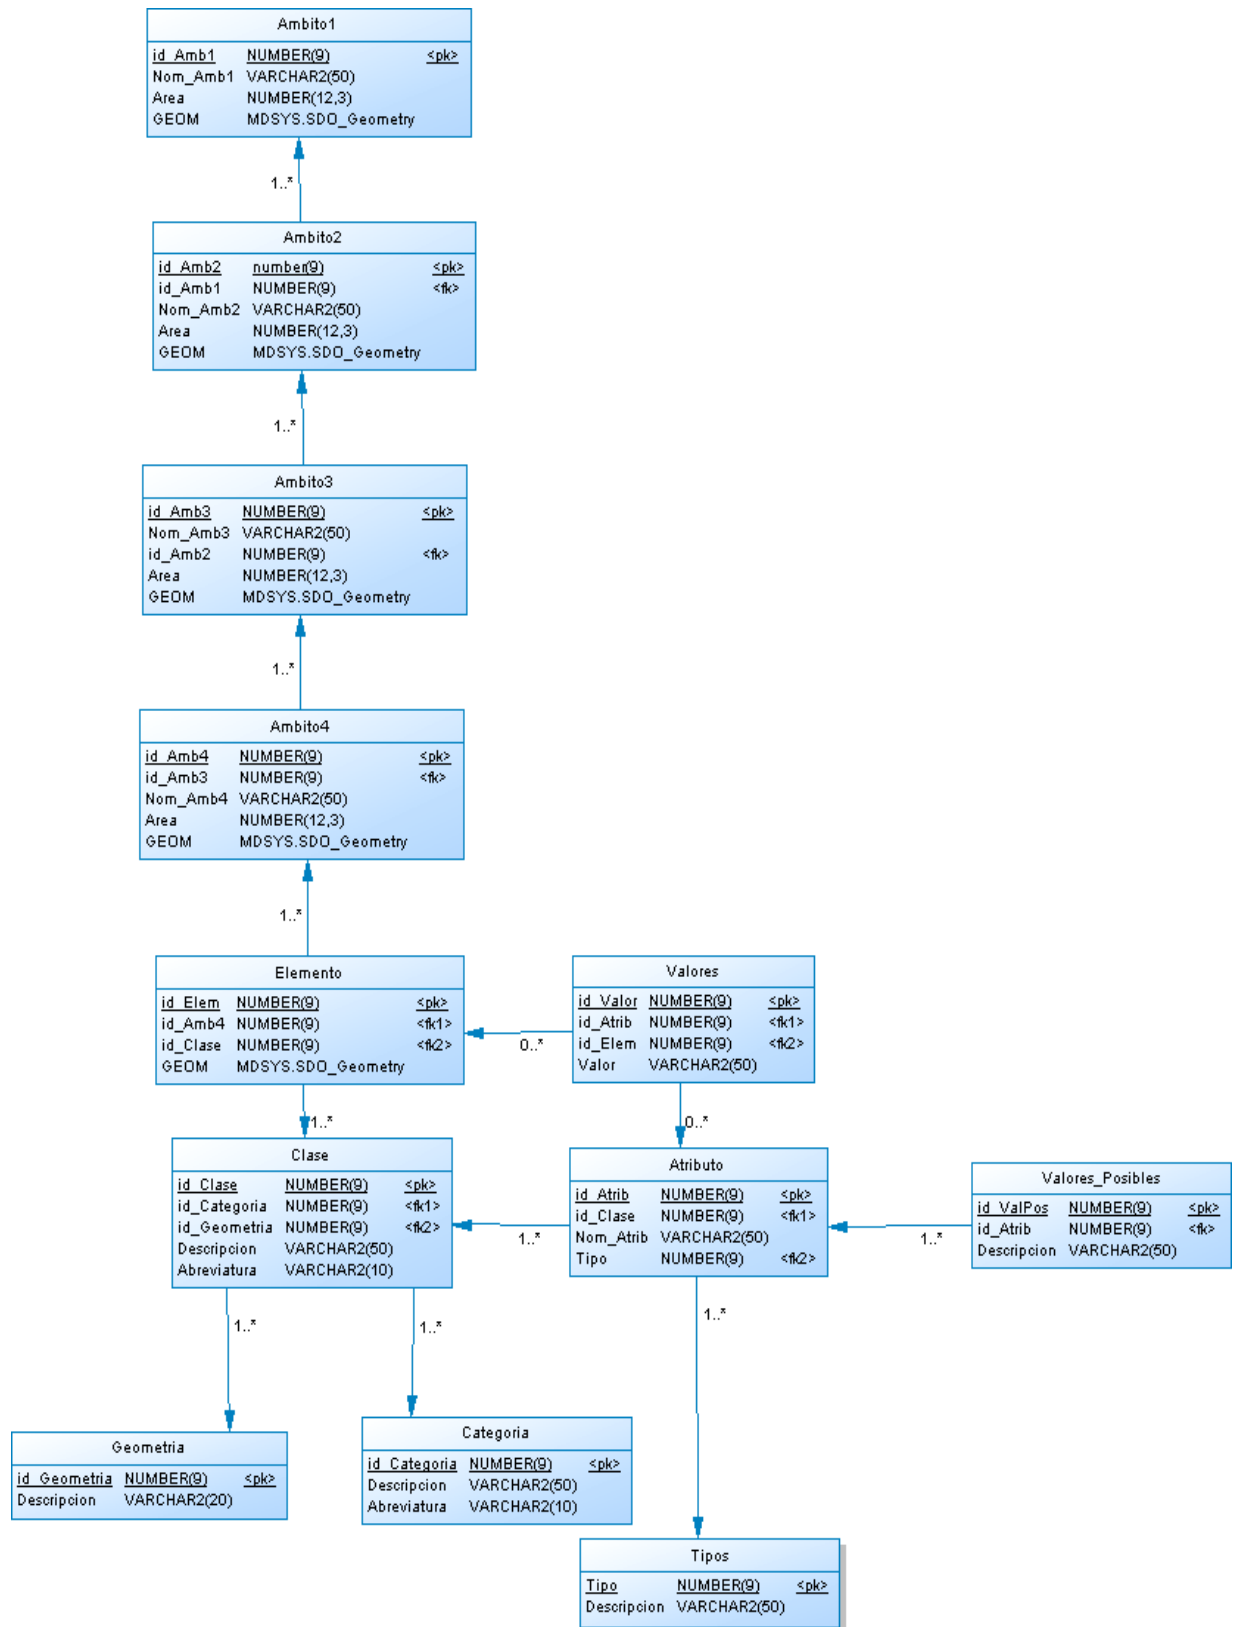 Ambito1
id_Amb1 NUMBER(9) <pk>
Nom_Amb1 VARCHAR2(50)
Area NUMBER(12,3)
GEOM MDSYS.SDO_Geometry
1..*
Ambito2
id_Amb2 number(9) <pk>
id_Amb1 NUMBER(9) <fk>
Nom_Amb2 VARCHAR2(50)
Area NUMBER(12,3)
GEOM MDSYS.SDO_Geometry
1..*
Ambito3
id_Amb3 NUMBER(9) <pk>
Nom_Amb3 VARCHAR2(50)
id_Amb2 NUMBER(9) <fk>
Area NUMBER(12,3)
GEOM MDSYS.SDO_Geometry
1..*
Ambito4
id_Amb4 NUMBER(9) <pk>
id_Amb3 NUMBER(9) <fk>
Nom_Amb4 VARCHAR2(50)
Area NUMBER(12,3)
GEOM MDSYS.SDO_Geometry
1..*
Elemento
id_Elem NUMBER(9) <pk>
id_Amb4 NUMBER(9) <fk1>
id_Clase NUMBER(9) <fk2>
GEOM MDSYS.SDO_Geometry
0..*
Valores
id_Valor NUMBER(9) <pk>
id_Atrib NUMBER(9) <fk1>
id_Elem NUMBER(9) <fk2>
Valor VARCHAR2(50)
1..*
0..*
Clase
id_Clase NUMBER(9) <pk>
id_Categoria NUMBER(9) <fk1>
id_Geometria NUMBER(9) <fk2>
Descripcion VARCHAR2(50)
Abreviatura VARCHAR2(10)
1..*
Atributo
id_Atrib NUMBER(9) <pk>
id_Clase NUMBER(9) <fk1>
Nom_Atrib VARCHAR2(50)
Tipo NUMBER(9) <fk2>
1..*
Valores_Posibles
id_ValPos NUMBER(9) <pk>
id_Atrib NUMBER(9) <fk>
Descripcion VARCHAR2(50)
1..*
1..*
1..*
Geometria
id_Geometria NUMBER(9) <pk>
Descripcion VARCHAR2(20)
Categoria
id_Categoria NUMBER(9) <pk>
Descripcion VARCHAR2(50)
Abreviatura VARCHAR2(10)
Tipos
Tipo NUMBER(9) <pk>
Descripcion VARCHAR2(50)